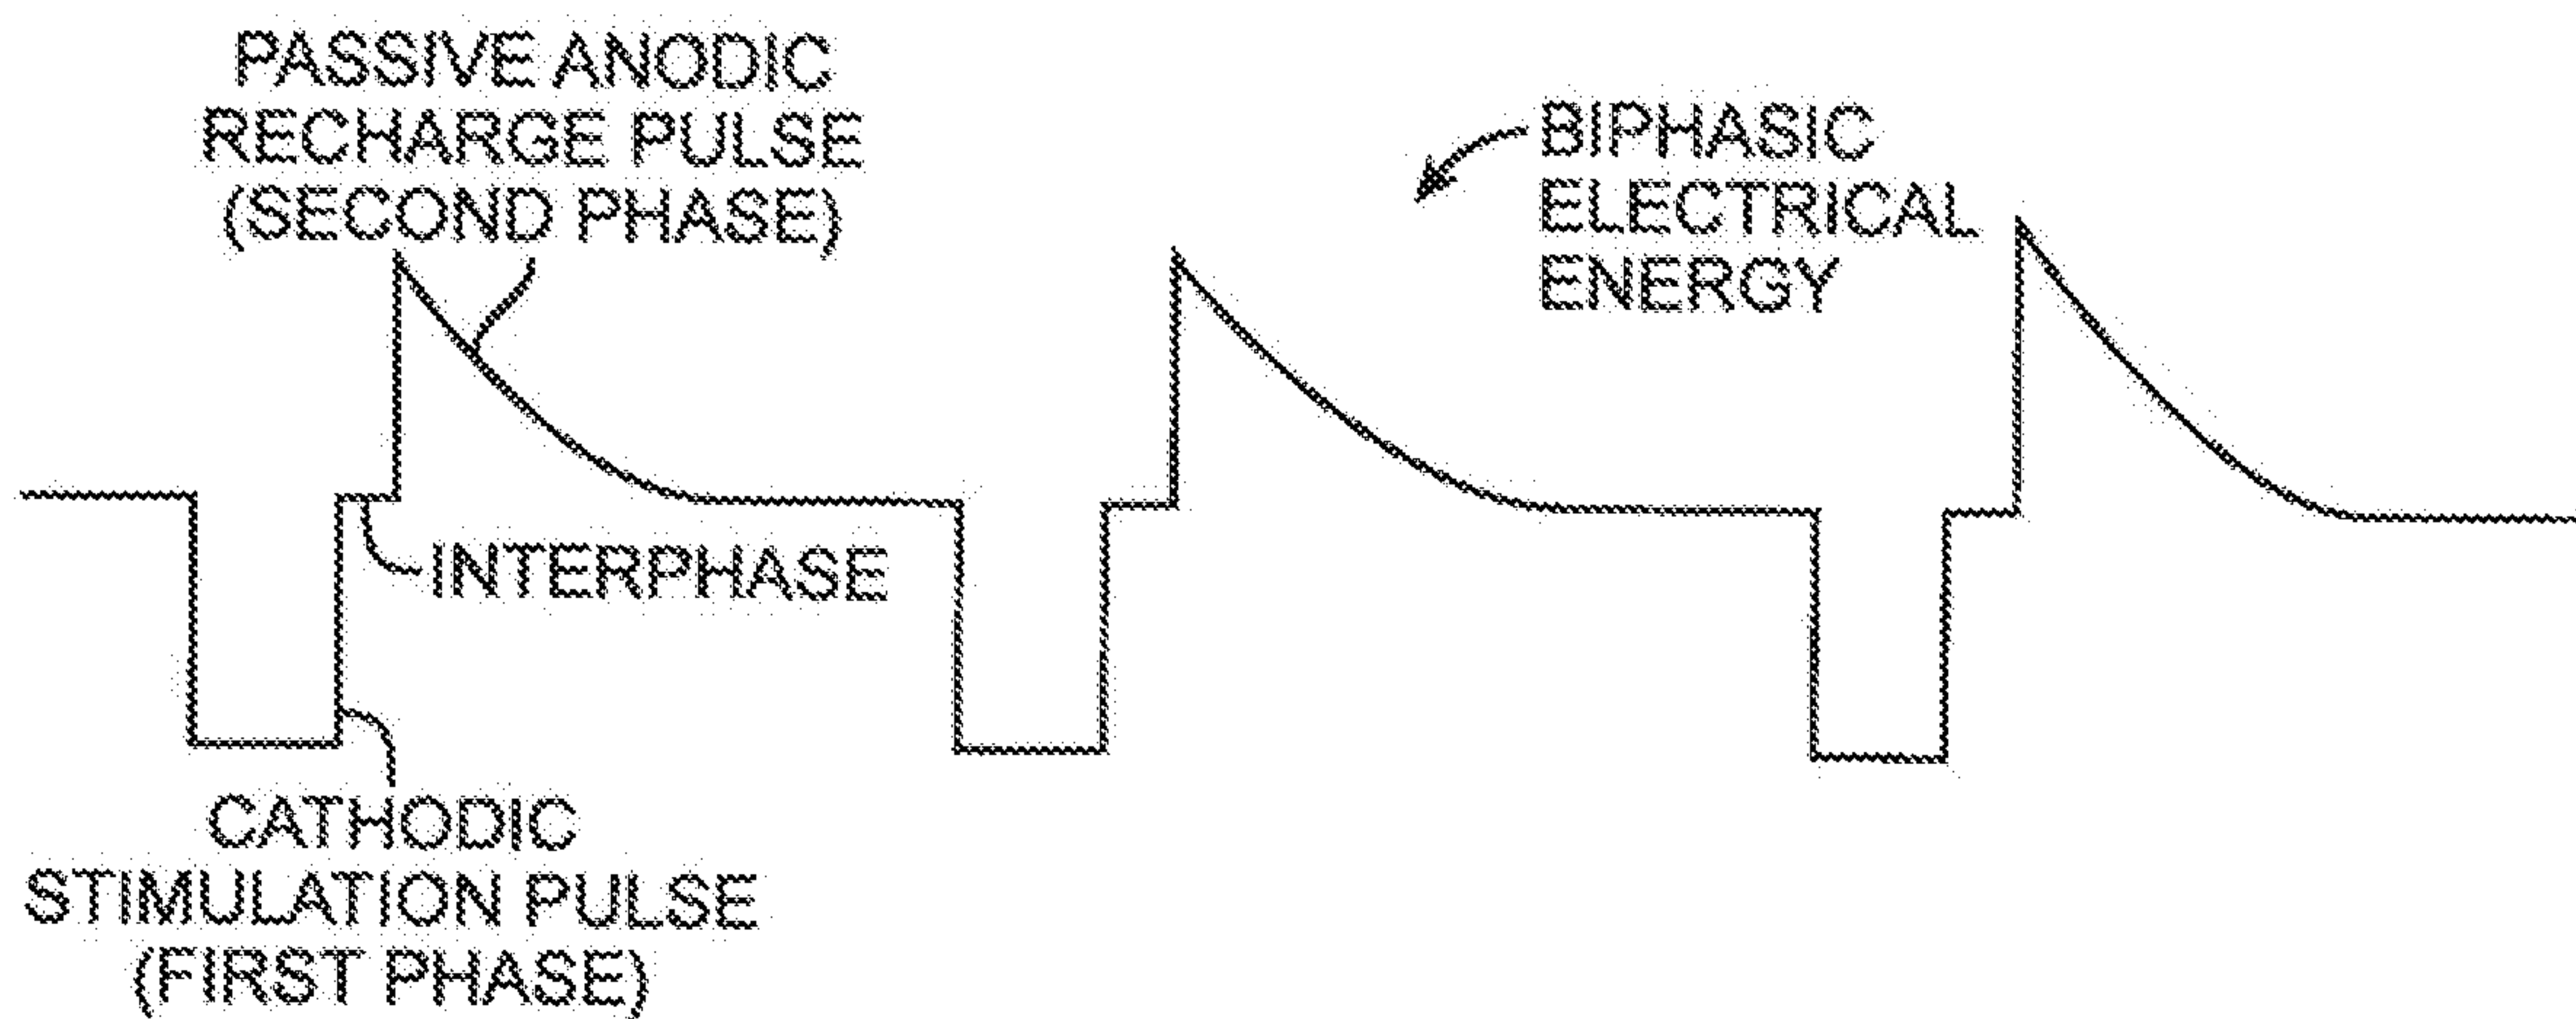 PASSIVE ANODIC
RECHARGE PULSE
(SECOND PHASE)
BIPHASIC
ELECTRICAL
ENERGY
INTERPHASE
CATHODIC
STIMULATION PULSE
(FIRST PHASE)